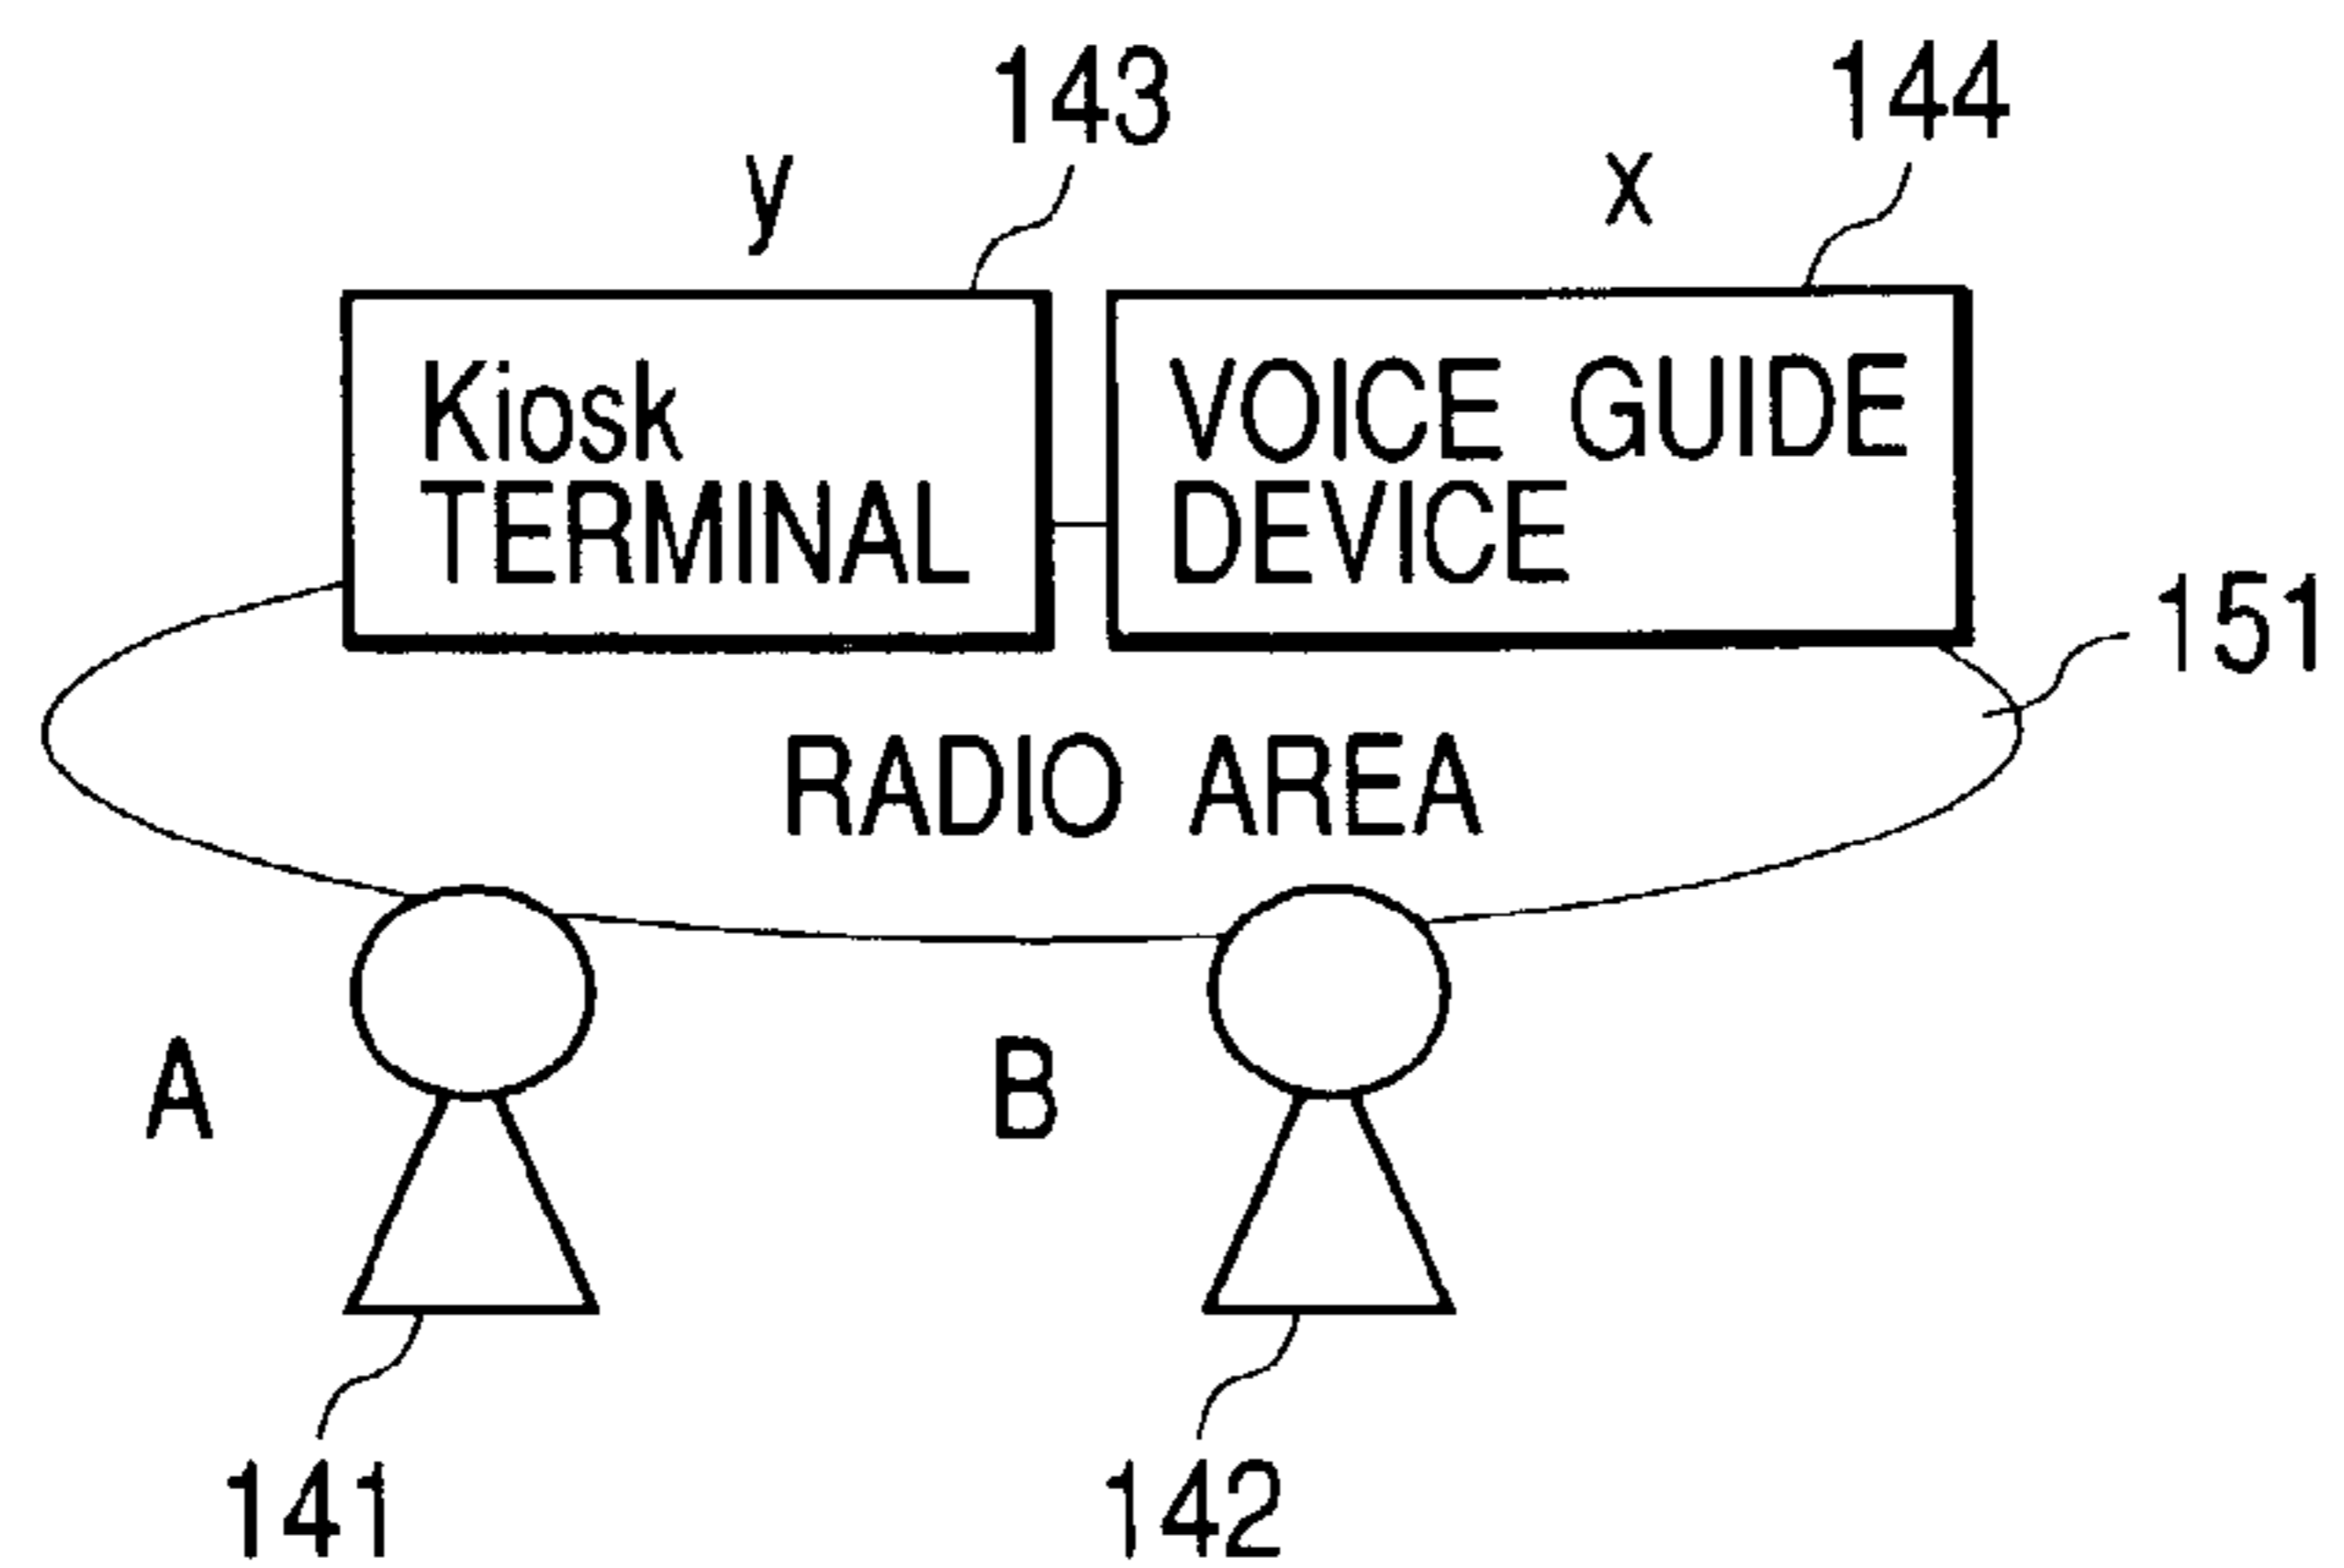 143
144
y
x
Kiosk
TERMINAL
VOICE GUIDE
DEVICE
151
RADIO AREA
A
B
141
142